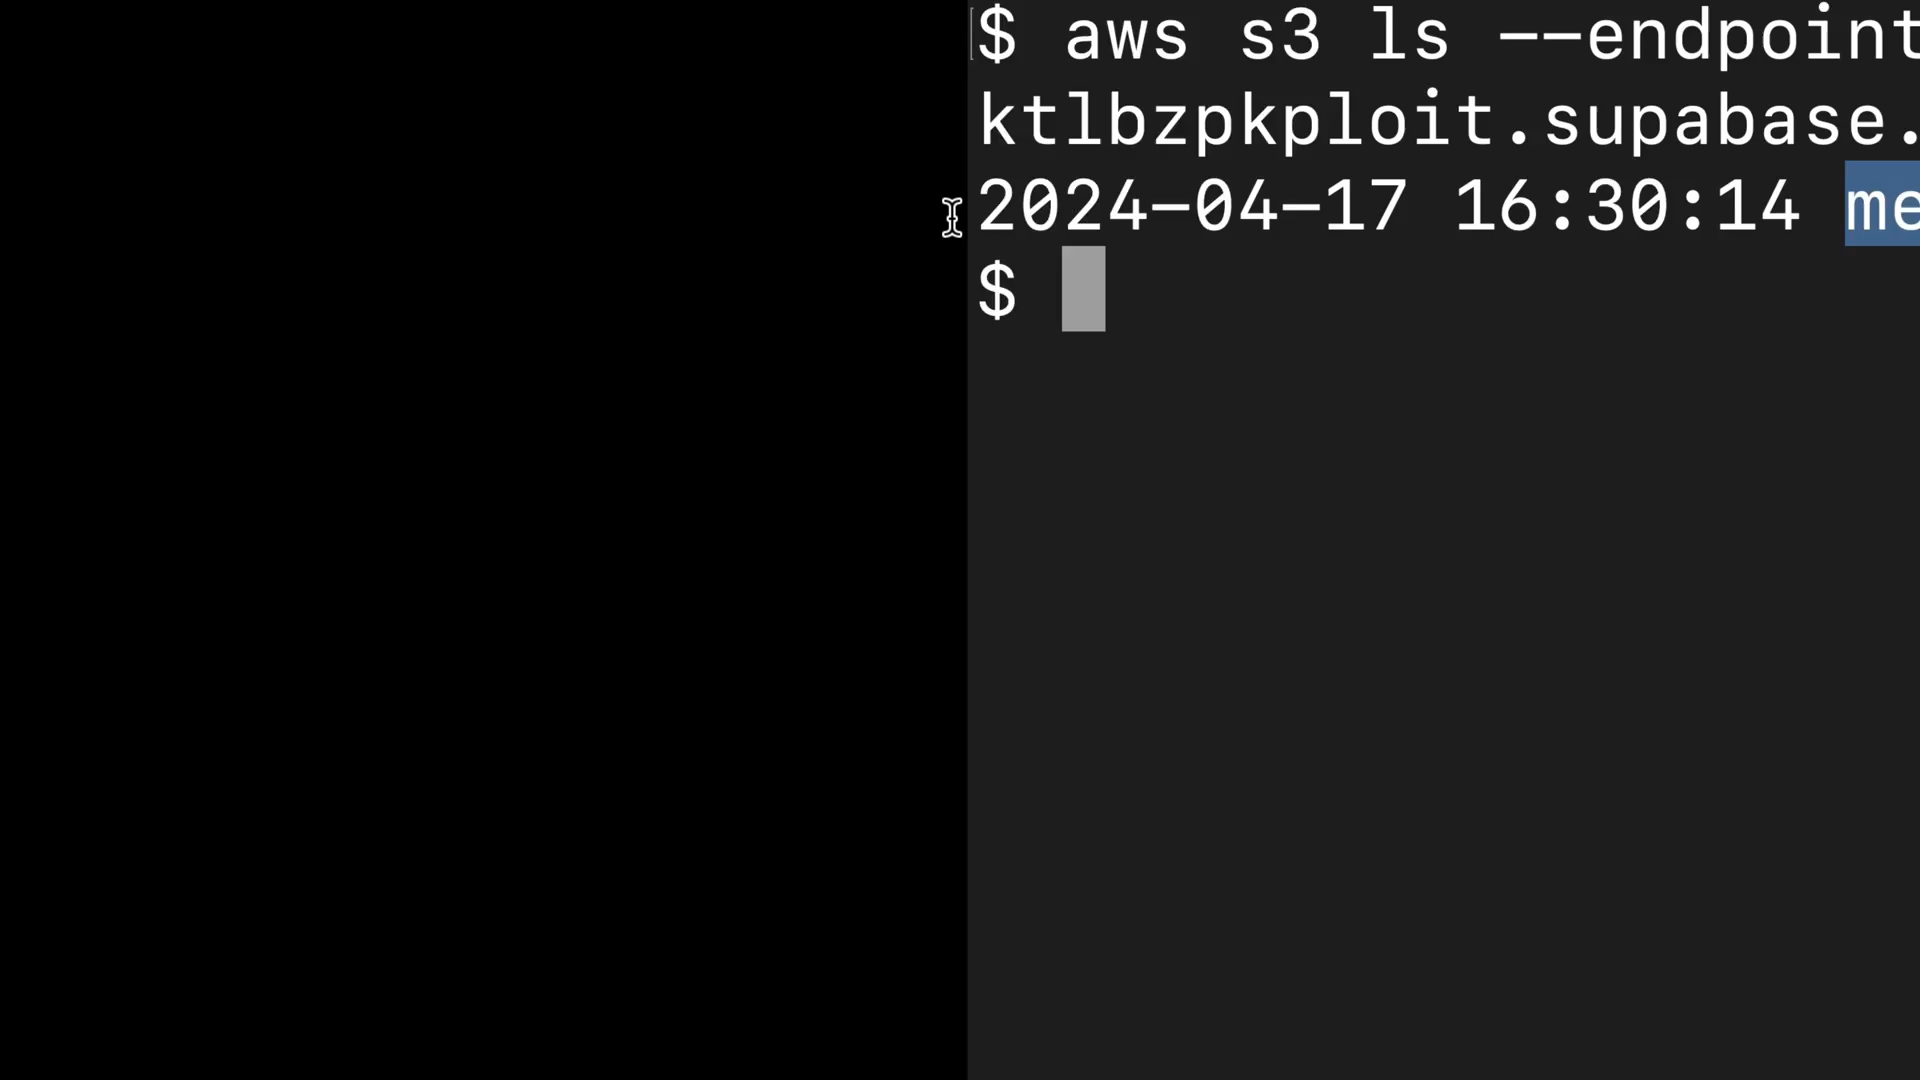 $ aws s3 ls --endpoint
ktlbzpkploit.supabase.
2024-04-17 16:30:14 me
$